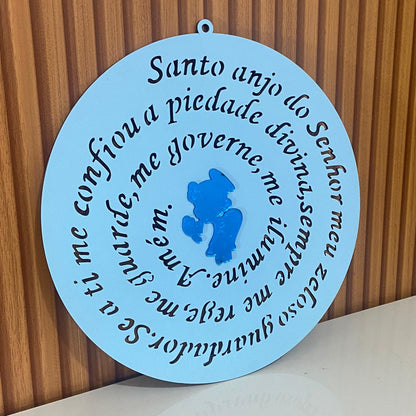 Santo anjo do Senhor meu zeloso guardador. Se a ti me confiou a piedade divina, sempre me rege, me guarde, me governe, me ilumine. Amém.